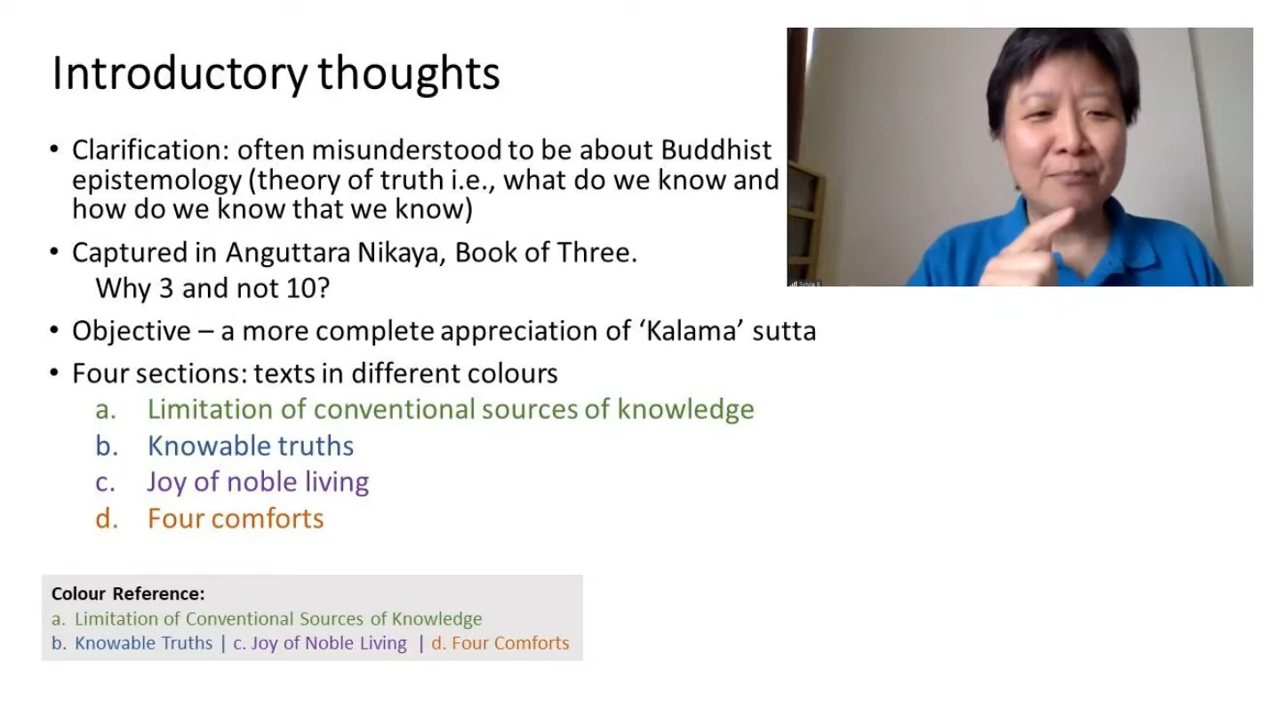 Introductory thoughts
• Clarification: often misunderstood to be about Buddhist
epistemology (theory of truth i.e., what do we know and
how do we know that we know)
• Captured in Anguttara Nikaya, Book of Three.
Why 3 and not 10?
• Objective – a more complete appreciation of ‘Kalama’ sutta
• Four sections: texts in different colours
a. Limitation of conventional sources of knowledge
b. Knowable truths
c. Joy of noble living
d. Four comforts
Colour Reference:
a. Limitation of Conventional Sources of Knowledge
b. Knowable Truths | c. Joy of Noble Living | d. Four Comforts